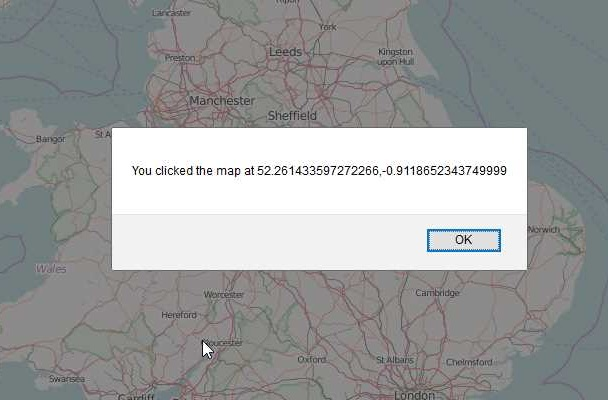 Lancaster
Ripon
York
Leeds
Preston
Kingston
upon Hull
Manchester
Sheffield
Bangor
St A
You clicked the map at 52.261433597272266,-0.9118652343749999
OK
Norwich
Wales
Worcester
Cambridge
Hereford
oucester
Oxford
St Albans
Chelmsford
Swansea
Cardiff
London